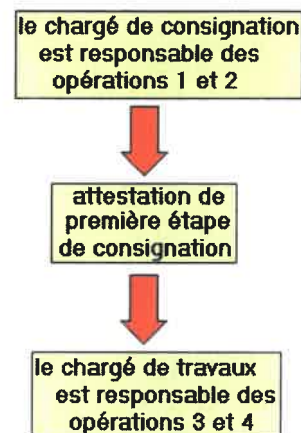 le chargé de consignation
est responsable des
opérations 1 et 2
attestation de
première étape
de consignation
le chargé de travaux
est responsable des
opérations 3 et 4